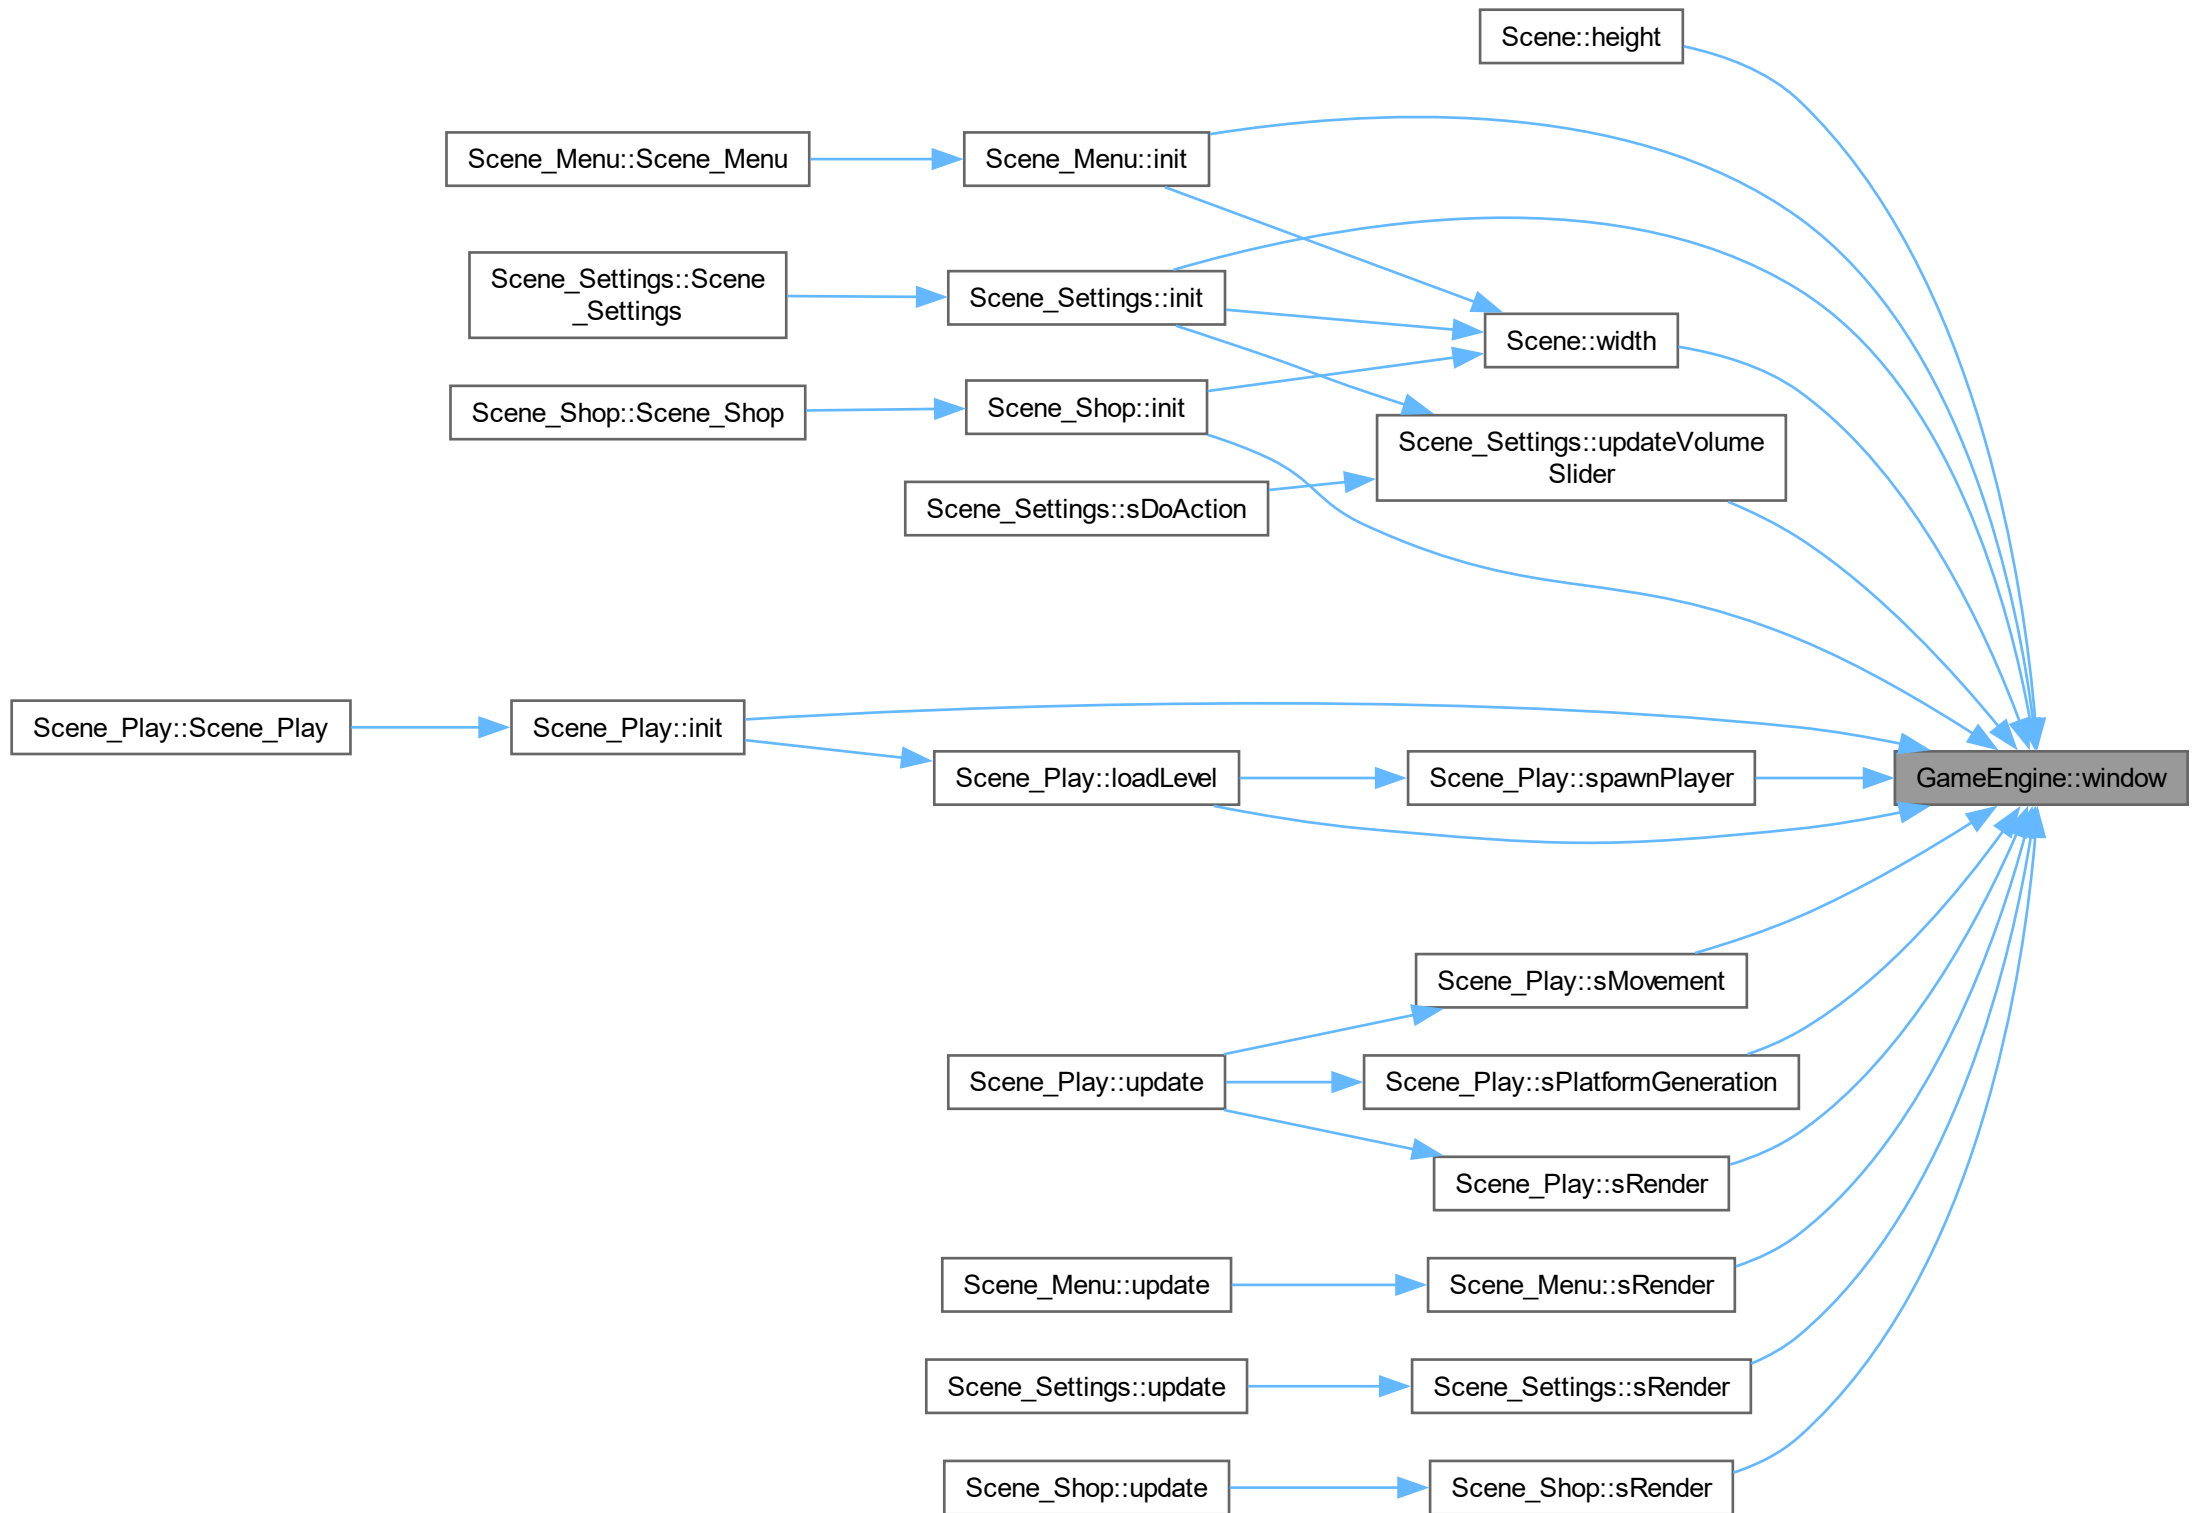 Scene::height
Scene_Menu::Scene_Menu
Scene_Menu::init
Scene_Settings::Scene
_Settings
Scene_Settings::init
Scene::width
Scene_Shop::Scene_Shop
Scene_Shop::init
Scene_Settings::updateVolume
Slider
Scene_Settings::sDoAction
Scene_Play::Scene_Play
Scene_Play::init
Scene_Play::loadLevel
Scene_Play::spawnPlayer
GameEngine::window
Scene_Play::sMovement
Scene_Play::update
Scene_Play::sPlatformGeneration
Scene_Play::sRender
Scene_Menu::update
Scene_Menu::sRender
Scene_Settings::update
Scene_Settings::sRender
Scene_Shop::update
Scene_Shop::sRender